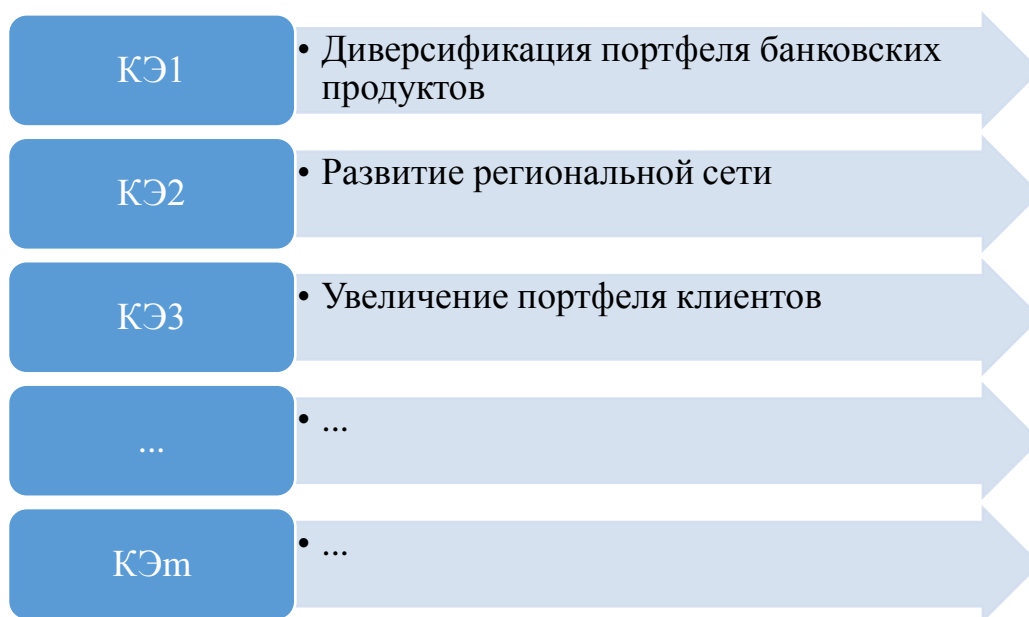 КЭ1
• Диверсификация портфеля банковских
продуктов
КЭ2
• Развитие региональной сети
КЭ3
• Увеличение портфеля клиентов
...
• ...
КЭm
• ...